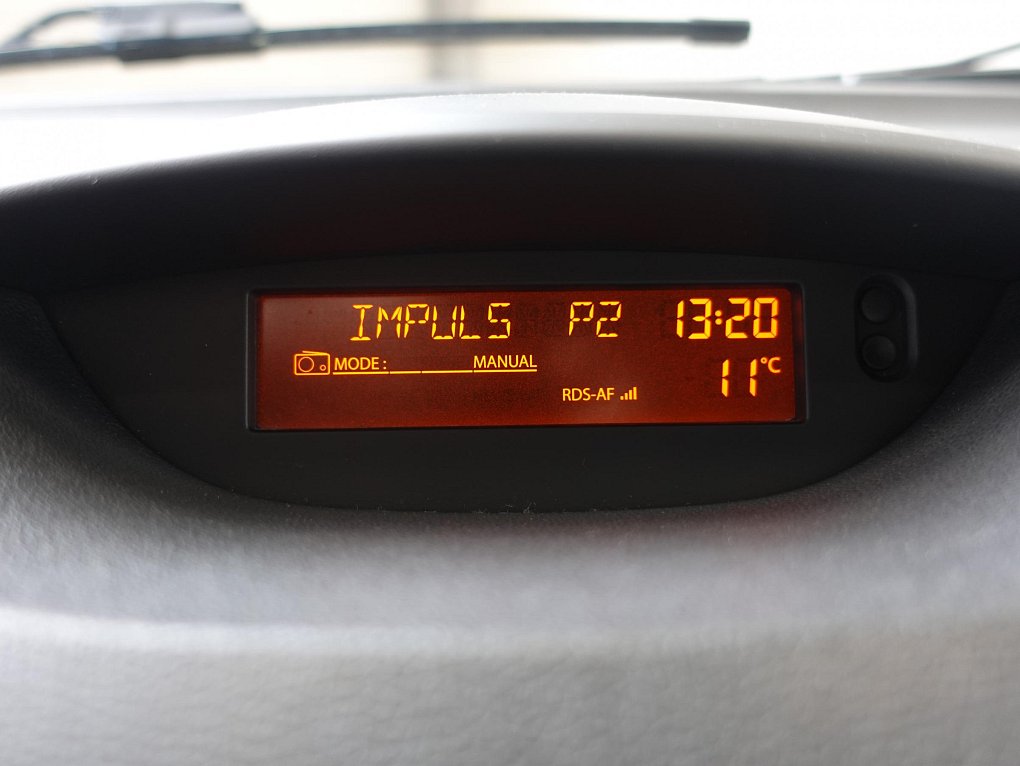 IMPULS P2 13:20
MODE : MANUAL 11°C
RDS-AF